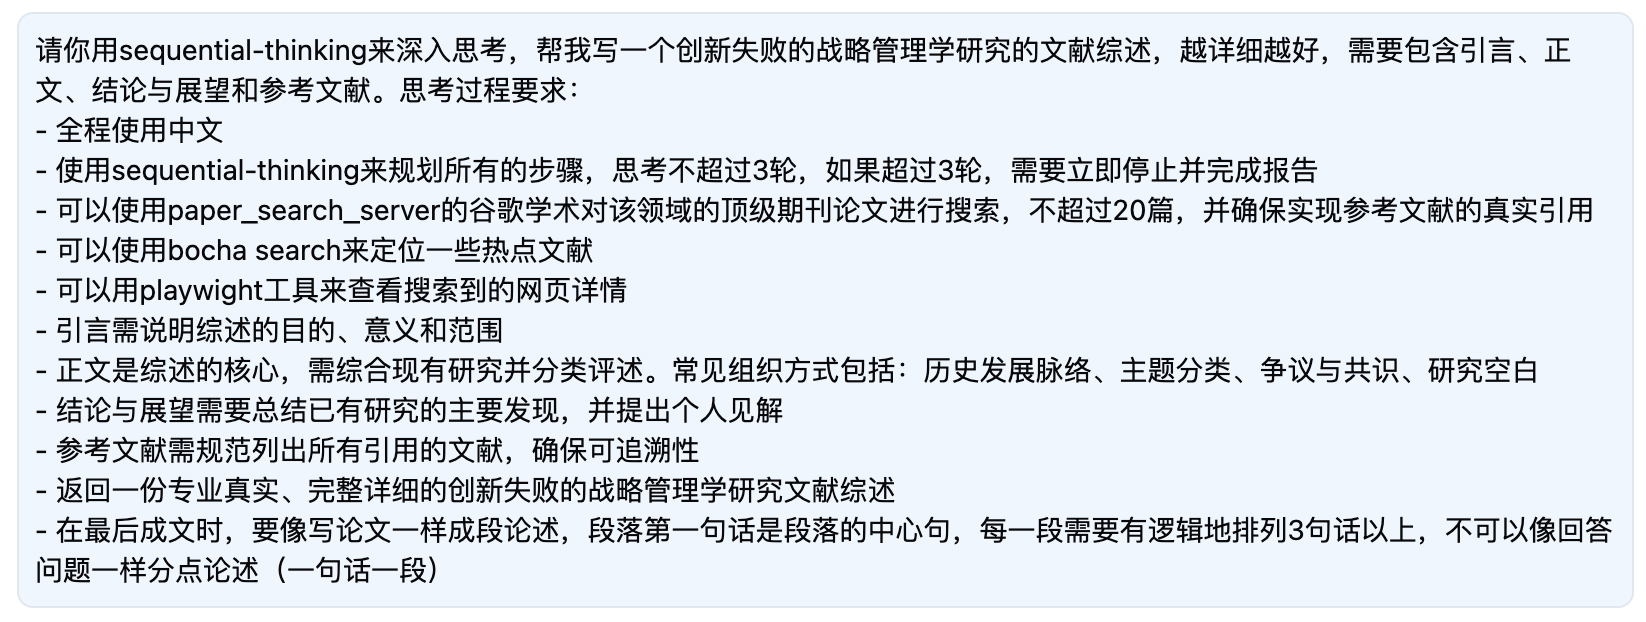 请你用sequential-thinking来深入思考，帮我写一个创新失败的战略管理学研究的文献综述，越详细越好，需要包含引言、正
文、结论与展望和参考文献。思考过程要求：
- 全程使用中文
- 使用sequential-thinking来规划所有的步骤，思考不超过3轮，如果超过3轮，需要立即停止并完成报告
- 可以使用paper_search_server的谷歌学术对该领域的顶级期刊论文进行搜索，不超过20篇，并确保实现参考文献的真实引用
- 可以使用bocha search来定位一些热点文献
- 可以用playwight工具来查看搜索到的网页详情
- 引言需说明综述的目的、意义和范围
- 正文是综述的核心，需综合现有研究并分类评述。常见组织方式包括：历史发展脉络、主题分类、争议与共识、研究空白
- 结论与展望需要总结已有研究的主要发现，并提出个人见解
- 参考文献需规范列出所有引用的文献，确保可追溯性
- 返回一份专业真实、完整详细的创新失败的战略管理学研究文献综述
- 在最后成文时，要像写论文一样成段论述，段落第一句话是段落的中心句，每一段需要有逻辑地排列3句话以上，不可以像回答
问题一样分点论述（一句话一段）